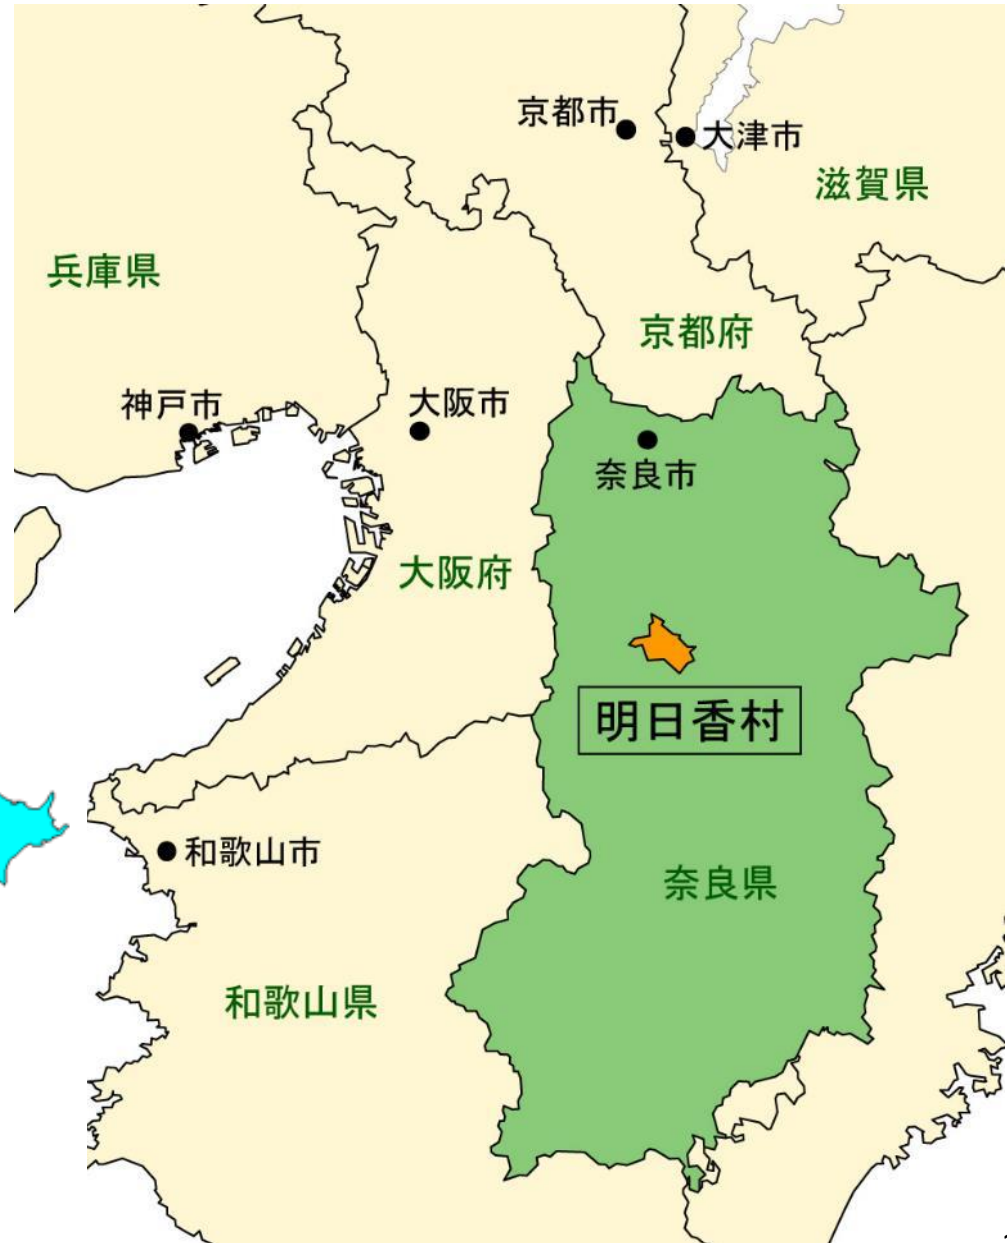 京都市
大津市
滋賀県
兵庫県
京都府
神戸市
大阪市
奈良市
大阪府
明日香村
和歌山市
奈良県
和歌山県